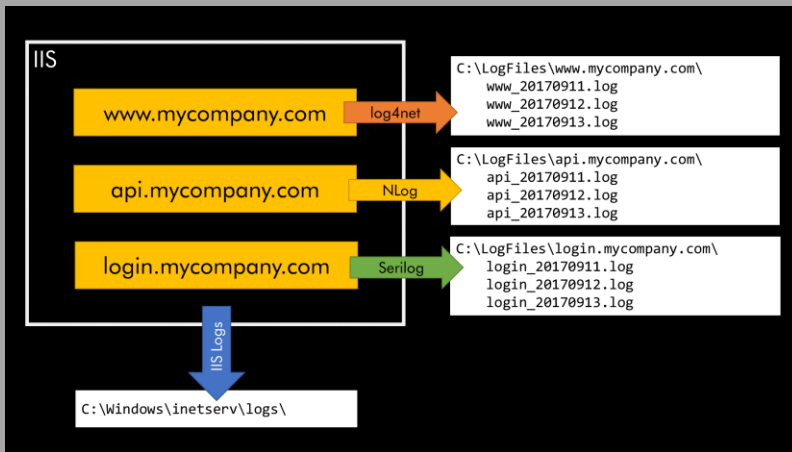 IIS
www.mycompany.com
log4net
C:\LogFiles\www.mycompany.com\
www_20170911.log
www_20170912.log
www_20170913.log
api.mycompany.com
NLog
C:\LogFiles\api.mycompany.com\
api_20170911.log
api_20170912.log
api_20170913.log
login.mycompany.com
Serilog
C:\LogFiles\login.mycompany.com\
login_20170911.log
login_20170912.log
login_20170913.log
IIS Logs
C:\Windows\inetserv\logs\